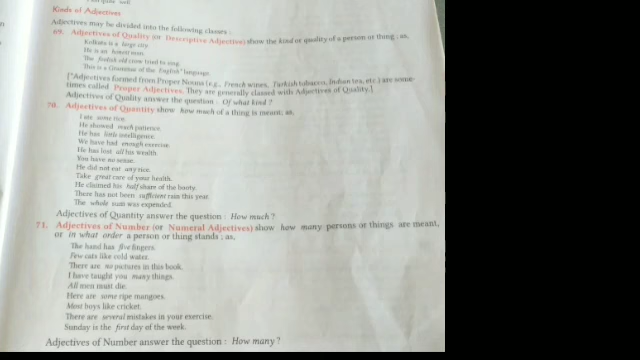 Kinds of Adjectives
Adjectives may be divided into the following classes :
69. Adjectives of Quality (or Descriptive Adjective) show the kind or quality of a person or thing ; as,
Kolkata is a large city.
He is an honest man.
The foolish old crow tried to sing.
This is a Grammar of the English* language.
[*Adjectives formed from Proper Nouns (e.g., French wines, Turkish tobacco, Indian tea, etc.) are some-
times called Proper Adjectives. They are generally classed with Adjectives of Quality.]
Adjectives of Quality answer the question : Of what kind ?
70. Adjectives of Quantity show how much of a thing is meant; as,
I ate some rice.
He showed much patience.
He has little intelligence.
We have had enough exercise.
He has lost all his wealth.
You have no sense.
He did not eat any rice.
Take great care of your health.
He claimed his half share of the booty.
There has not been sufficient rain this year.
The whole sum was expended.
Adjectives of Quantity answer the question : How much ?
71. Adjectives of Number (or Numeral Adjectives) show how many persons or things are meant,
or in what order a person or thing stands ; as,
The hand has five fingers.
Few cats like cold water.
There are no pictures in this book.
I have taught you many things.
All men must die.
Here are some ripe mangoes.
Most boys like cricket.
There are several mistakes in your exercise.
Sunday is the first day of the week.
Adjectives of Number answer the question : How many ?